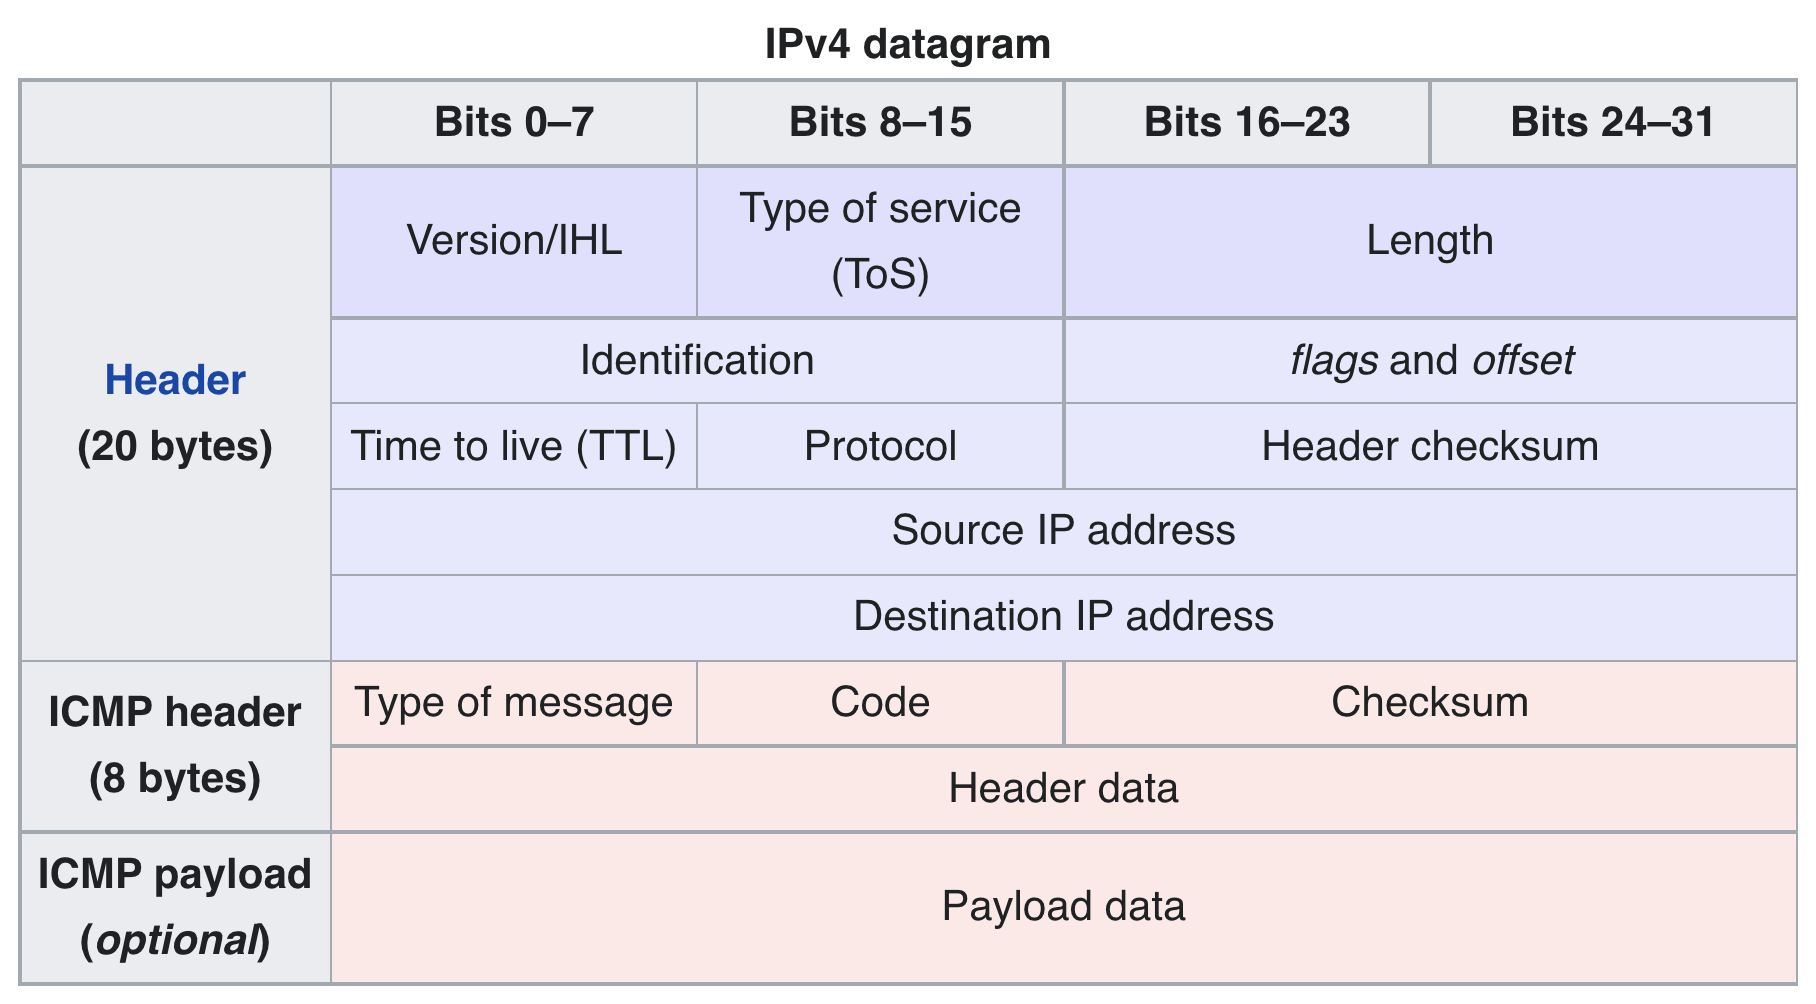 IPv4 datagram
Bits 0–7 Bits 8–15 Bits 16–23 Bits 24–31
Header
(20 bytes)
Version/IHL
Type of service
(ToS)
Length
Identification
flags and offset
Time to live (TTL)
Protocol
Header checksum
Source IP address
Destination IP address
ICMP header
(8 bytes)
Type of message
Code
Checksum
Header data
ICMP payload
(optional)
Payload data